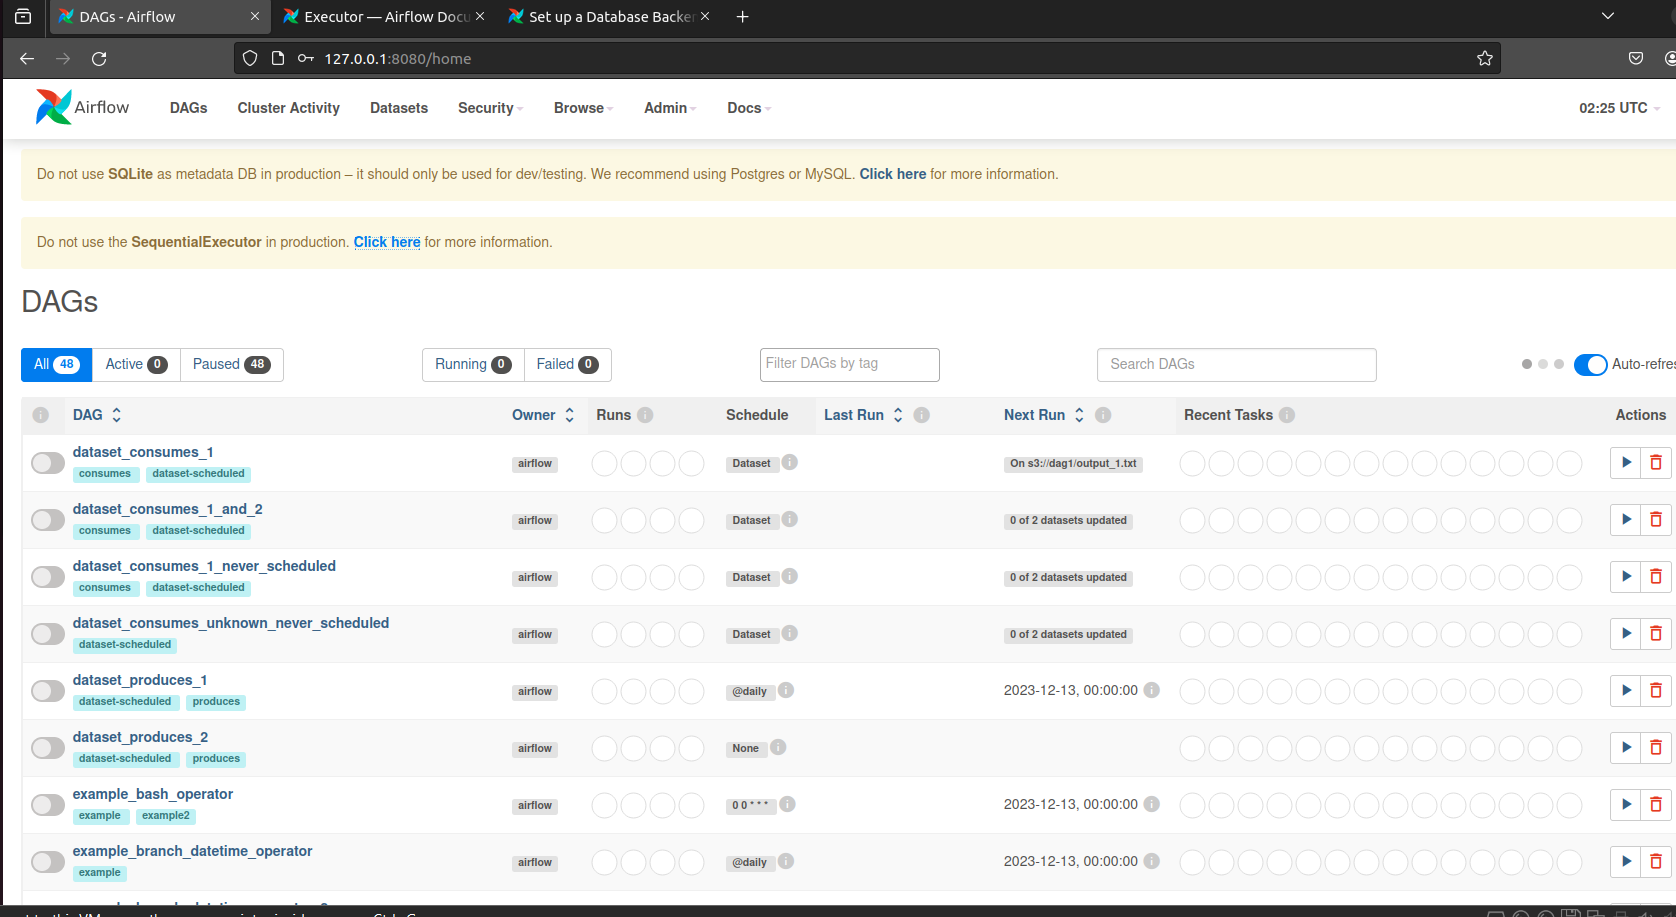 DAGs - Airflow
Executor — Airflow Docu
Set up a Database Backen
127.0.0.1:8080/home
Airflow DAGs Cluster Activity Datasets Security Browse Admin Docs 02:25 UTC
Do not use SQLite as metadata DB in production – it should only be used for dev/testing. We recommend using Postgres or MySQL. Click here for more information.
Do not use the SequentialExecutor in production. Click here for more information.
DAGs
All 48 Active 0 Paused 48 Running 0 Failed 0 Filter DAGs by tag Search DAGs Auto-refres
DAG Owner Runs Schedule Last Run Next Run Recent Tasks Actions
dataset_consumes_1
airflow Dataset On s3://dag1/output_1.txt
consumes dataset-scheduled
dataset_consumes_1_and_2
airflow Dataset 0 of 2 datasets updated
consumes dataset-scheduled
dataset_consumes_1_never_scheduled
airflow Dataset 0 of 2 datasets updated
consumes dataset-scheduled
dataset_consumes_unknown_never_scheduled
airflow Dataset 0 of 2 datasets updated
dataset-scheduled
dataset_produces_1
airflow @daily 2023-12-13, 00:00:00
dataset-scheduled produces
dataset_produces_2
airflow None
dataset-scheduled produces
example_bash_operator
airflow 0 0 * * * 2023-12-13, 00:00:00
example example2
example_branch_datetime_operator
airflow @daily 2023-12-13, 00:00:00
example